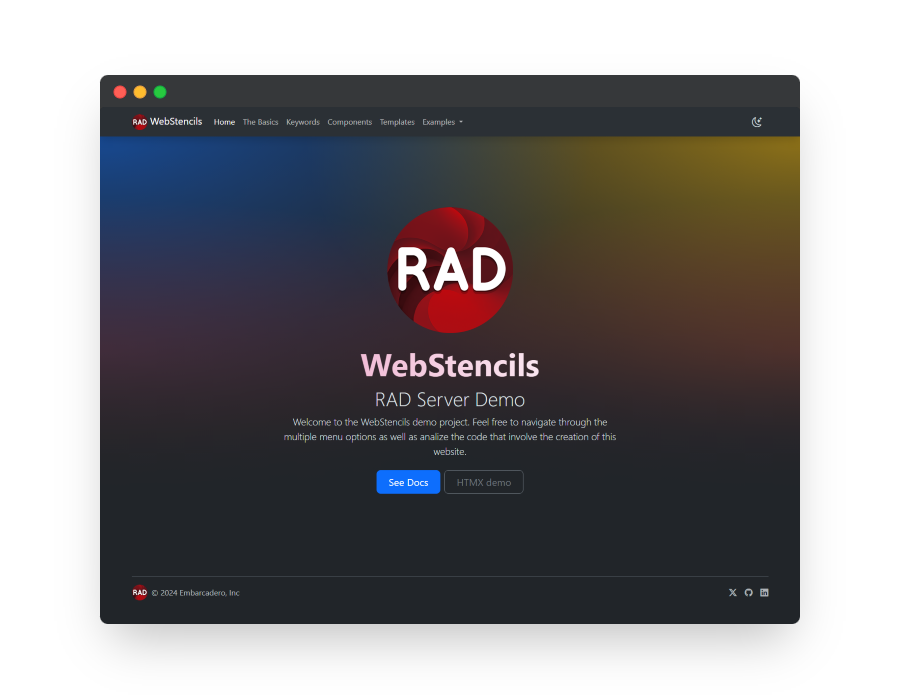 RAD WebStencils Home The Basics Keywords Components Templates Examples
RAD
WebStencils
RAD Server Demo
Welcome to the WebStencils demo project. Feel free to navigate through the
multiple menu options as well as analize the code that involve the creation of this
website.
See Docs HTMX demo
RAD © 2024 Embarcadero, Inc